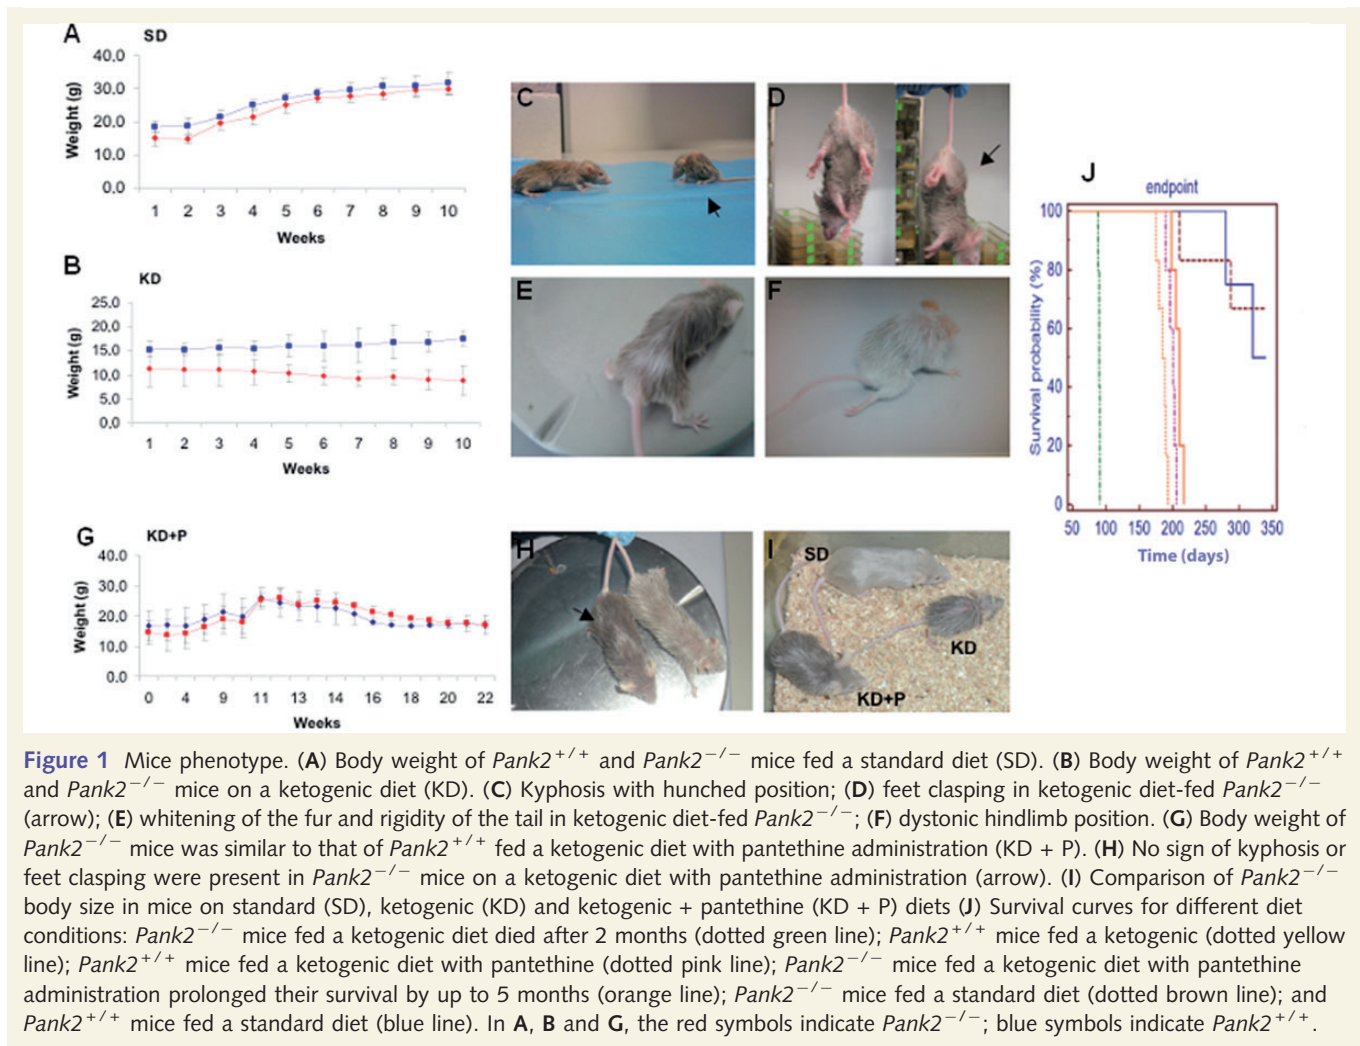 A
SD
40.0
30.0
20.0
10.0
0.0
Weight (g)
1 2 3 4 5 6 7 8 9 10
Weeks
B
KD
25.0
20.0
15.0
10.0
5.0
0.0
Weight (g)
1 2 3 4 5 6 7 8 9 10
Weeks
C
D
E
F
G
KD+P
40.0
30.0
20.0
10.0
0.0
Weight (g)
0 4 9 11 13 14 16 18 20 22
Weeks
H
I
SD
KD
KD+P
J
endpoint
100
80
60
40
20
0
Survival probability (%)
50 100 150 200 250 300 350
Time (days)
Figure 1 Mice phenotype. (A) Body weight of Pank2+/+ and Pank2−/− mice fed a standard diet (SD). (B) Body weight of Pank2+/+
and Pank2−/− mice on a ketogenic diet (KD). (C) Kyphosis with hunched position; (D) feet clasping in ketogenic diet-fed Pank2−/−
(arrow); (E) whitening of the fur and rigidity of the tail in ketogenic diet-fed Pank2−/−; (F) dystonic hindlimb position. (G) Body weight of
Pank2−/− mice was similar to that of Pank2+/+ fed a ketogenic diet with pantethine administration (KD + P). (H) No sign of kyphosis or
feet clasping were present in Pank2−/− mice on a ketogenic diet with pantethine administration (arrow). (I) Comparison of Pank2−/−
body size in mice on standard (SD), ketogenic (KD) and ketogenic + pantethine (KD + P) diets (J) Survival curves for different diet
conditions: Pank2−/− mice fed a ketogenic diet died after 2 months (dotted green line); Pank2+/+ mice fed a ketogenic (dotted yellow
line); Pank2+/+ mice fed a ketogenic diet with pantethine (dotted pink line); Pank2−/− mice fed a ketogenic diet with pantethine
administration prolonged their survival by up to 5 months (orange line); Pank2−/− mice fed a standard diet (dotted brown line); and
Pank2+/+ mice fed a standard diet (blue line). In A, B and G, the red symbols indicate Pank2−/−; blue symbols indicate Pank2+/+.